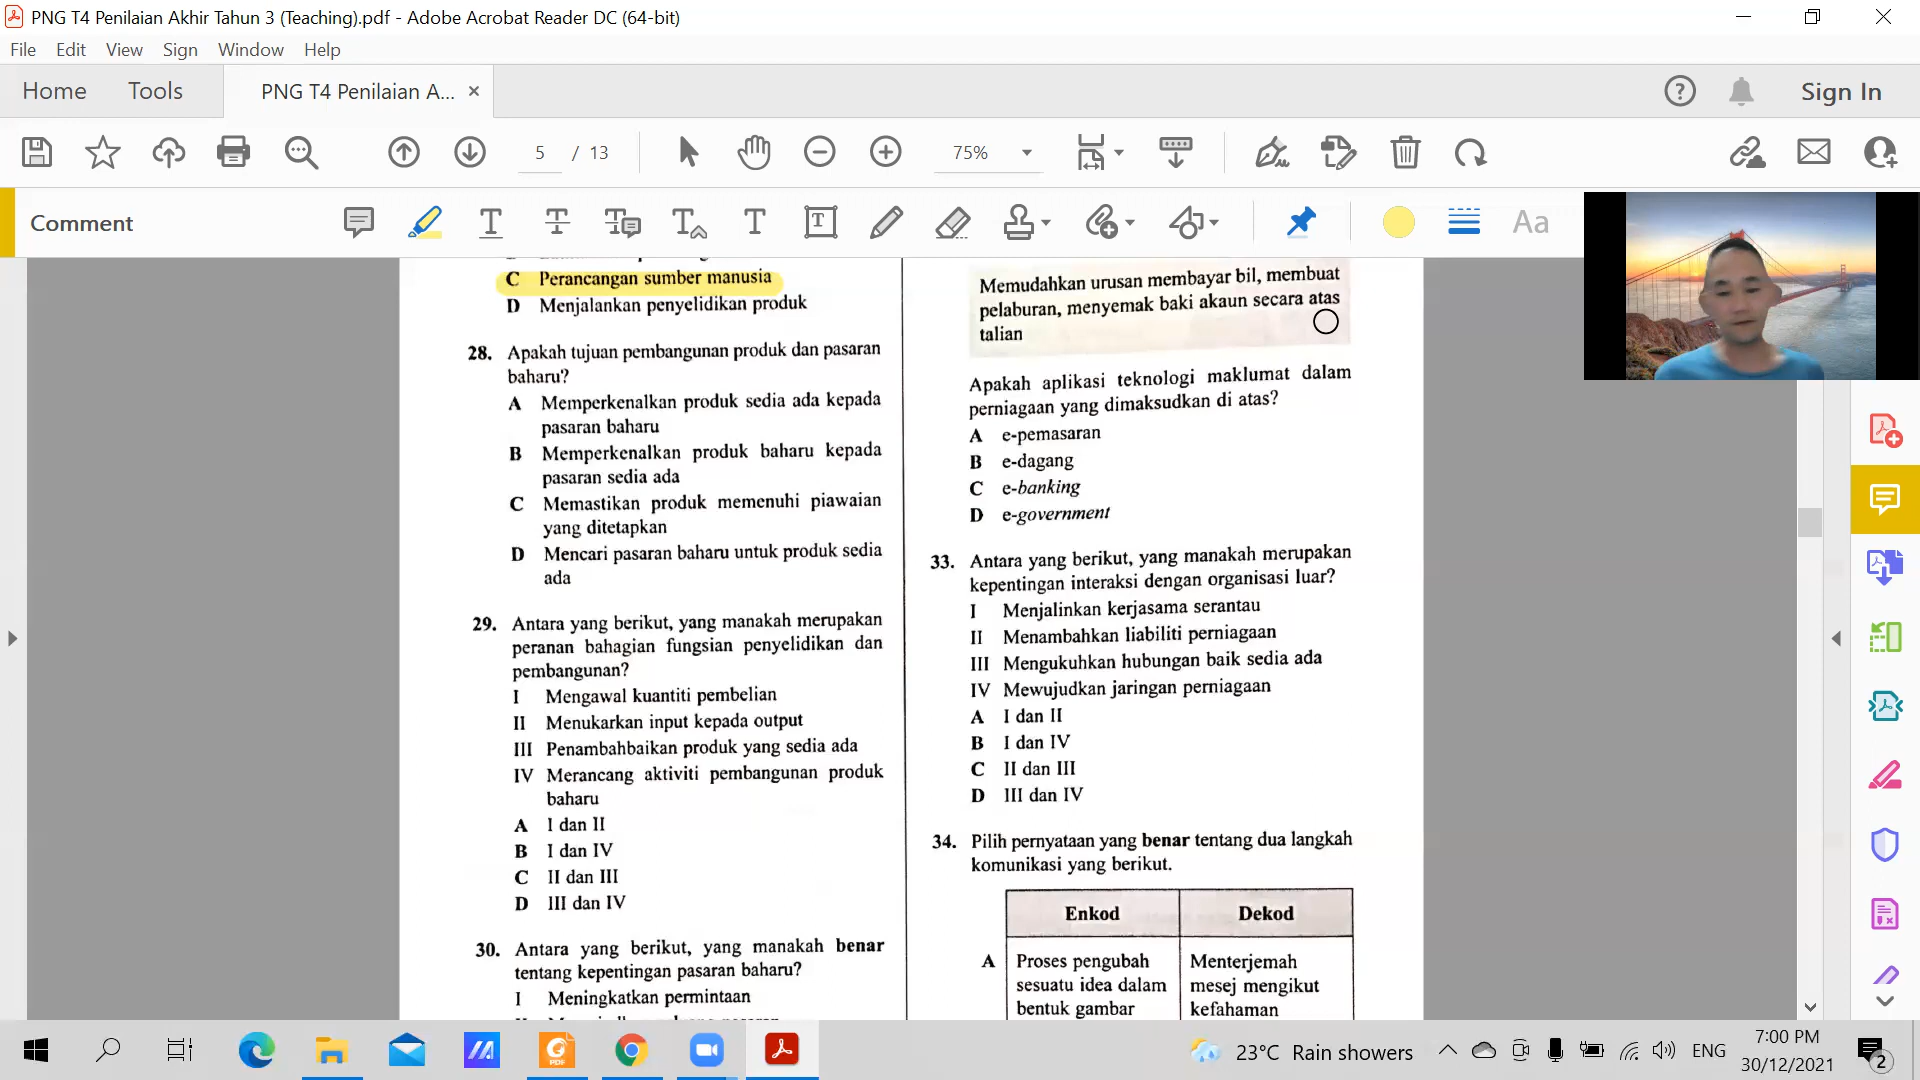 PNG T4 Penilaian Akhir Tahun 3 (Teaching).pdf - Adobe Acrobat Reader DC (64-bit)
File Edit View Sign Window Help
Home Tools PNG T4 Penilaian A... × Sign In
5 / 13 75%
Comment Aa
C Perancangan sumber manusia
D Menjalankan penyelidikan produk
28. Apakah tujuan pembangunan produk dan pasaran
baharu?
A Memperkenalkan produk sedia ada kepada
pasaran baharu
B Memperkenalkan produk baharu kepada
pasaran sedia ada
C Memastikan produk memenuhi piawaian
yang ditetapkan
D Mencari pasaran baharu untuk produk sedia
ada
29. Antara yang berikut, yang manakah merupakan
peranan bahagian fungsian penyelidikan dan
pembangunan?
I Mengawal kuantiti pembelian
II Menukarkan input kepada output
III Penambahbaikan produk yang sedia ada
IV Merancang aktiviti pembangunan produk
baharu
A I dan II
B I dan IV
C II dan III
D III dan IV
30. Antara yang berikut, yang manakah benar
tentang kepentingan pasaran baharu?
I Meningkatkan permintaan
Memudahkan urusan membayar bil, membuat
pelaburan, menyemak baki akaun secara atas
talian
Apakah aplikasi teknologi maklumat dalam
perniagaan yang dimaksudkan di atas?
A e-pemasaran
B e-dagang
C e-banking
D e-government
33. Antara yang berikut, yang manakah merupakan
kepentingan interaksi dengan organisasi luar?
I Menjalinkan kerjasama serantau
II Menambahkan liabiliti perniagaan
III Mengukuhkan hubungan baik sedia ada
IV Mewujudkan jaringan perniagaan
A I dan II
B I dan IV
C II dan III
D III dan IV
34. Pilih pernyataan yang benar tentang dua langkah
komunikasi yang berikut.
Enkod Dekod
A Proses pengubah
sesuatu idea dalam
bentuk gambar
Menterjemah
mesej mengikut
kefahaman
23°C Rain showers ENG
7:00 PM
30/12/2021
2